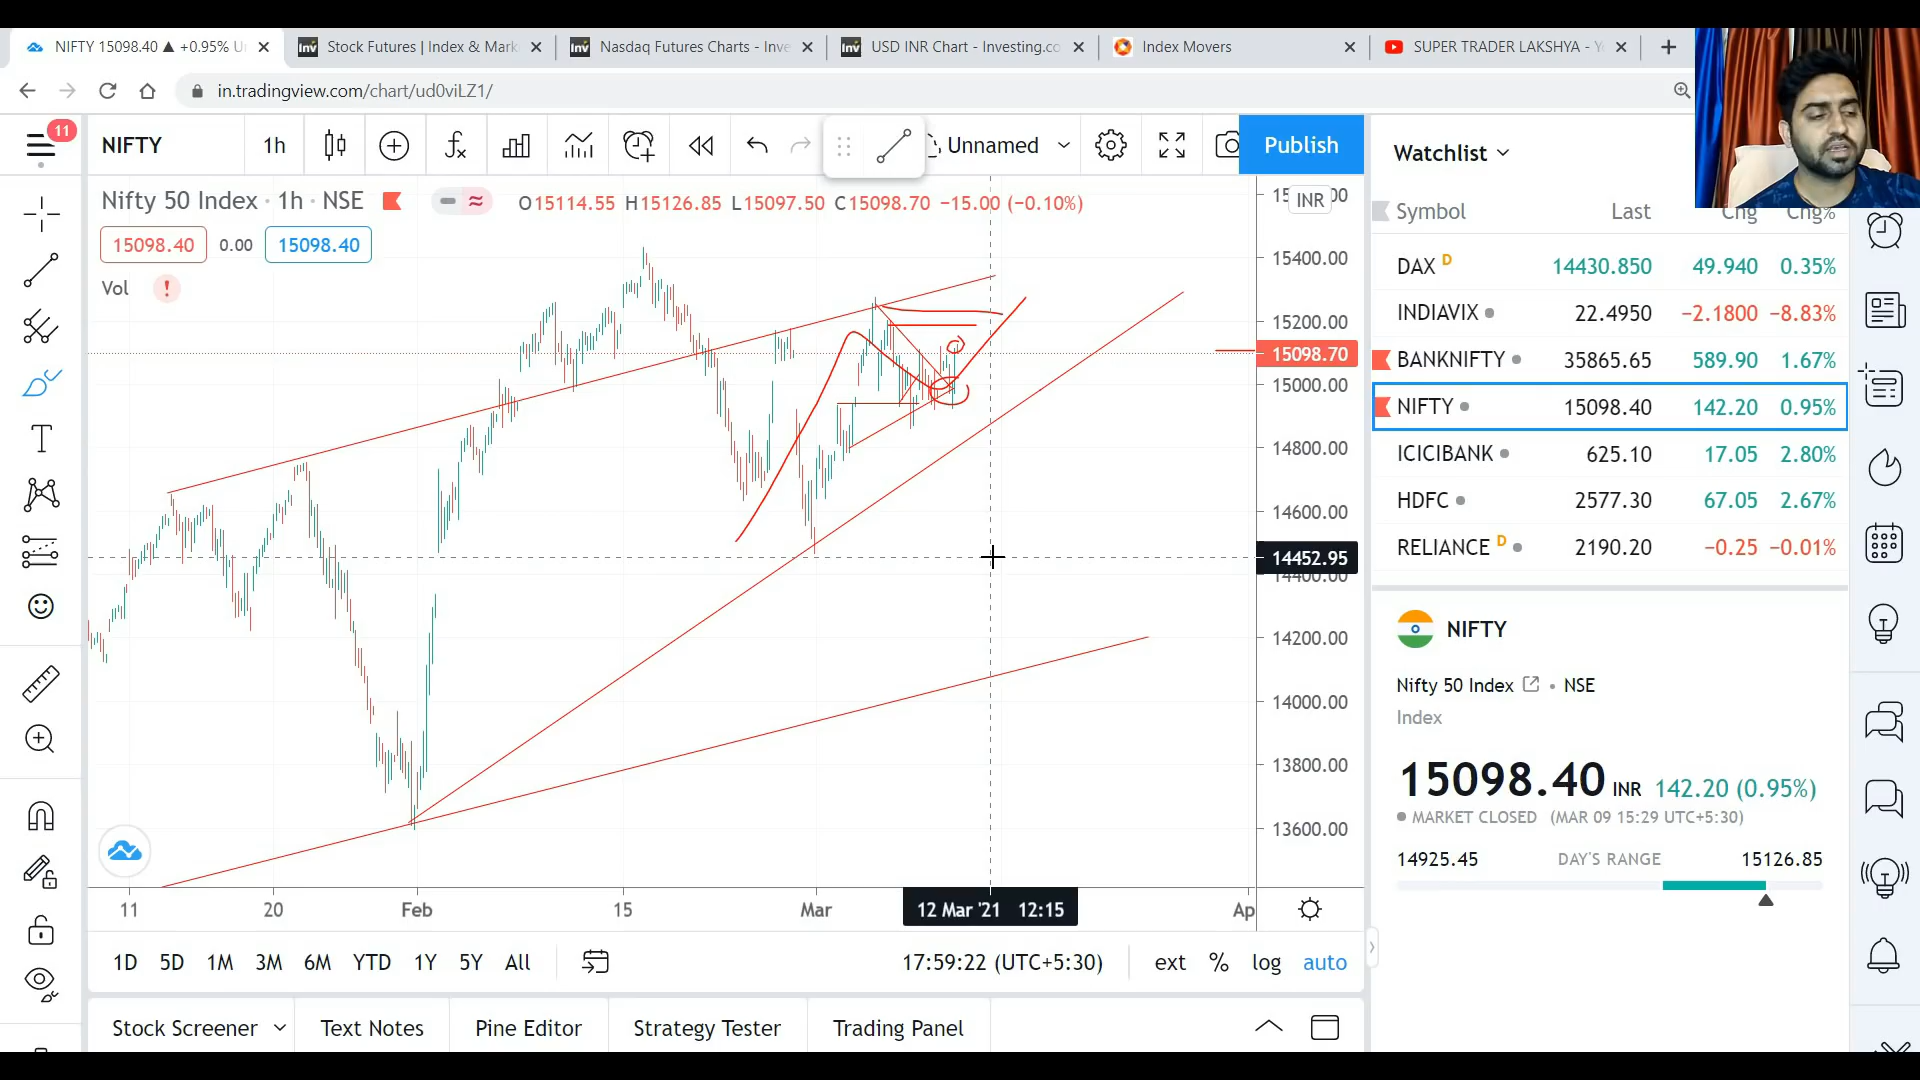 NIFTY 15098.40 ▲ +0.95% U
Stock Futures | Index & Mark
Nasdaq Futures Charts - Inve
USD INR Chart - Investing.co
Index Movers
SUPER TRADER LAKSHYA - Y
in.tradingview.com/chart/ud0viLZ1/
11
NIFTY
1h
Unnamed
Publish
Watchlist
Nifty 50 Index · 1h · NSE
O15114.55 H15126.85 L15097.50 C15098.70 −15.00 (−0.10%)
INR
15098.40
0.00
15098.40
Vol
15400.00
15200.00
15098.70
15000.00
14800.00
14600.00
14452.95
14400.00
14200.00
14000.00
13800.00
13600.00
11
20
Feb
15
Mar
12 Mar '21 12:15
Ap
1D 5D 1M 3M 6M YTD 1Y 5Y All
17:59:22 (UTC+5:30)
ext % log auto
Stock Screener
Text Notes
Pine Editor
Strategy Tester
Trading Panel
Symbol Last Chg Chg%
DAX D 14430.850 49.940 0.35%
INDIAVIX 22.4950 −2.1800 −8.83%
BANKNIFTY 35865.65 589.90 1.67%
NIFTY 15098.40 142.20 0.95%
ICICIBANK 625.10 17.05 2.80%
HDFC 2577.30 67.05 2.67%
RELIANCE D 2190.20 −0.25 −0.01%
NIFTY
Nifty 50 Index · NSE
Index
15098.40 INR 142.20 (0.95%)
MARKET CLOSED (MAR 09 15:29 UTC+5:30)
14925.45 DAY'S RANGE 15126.85